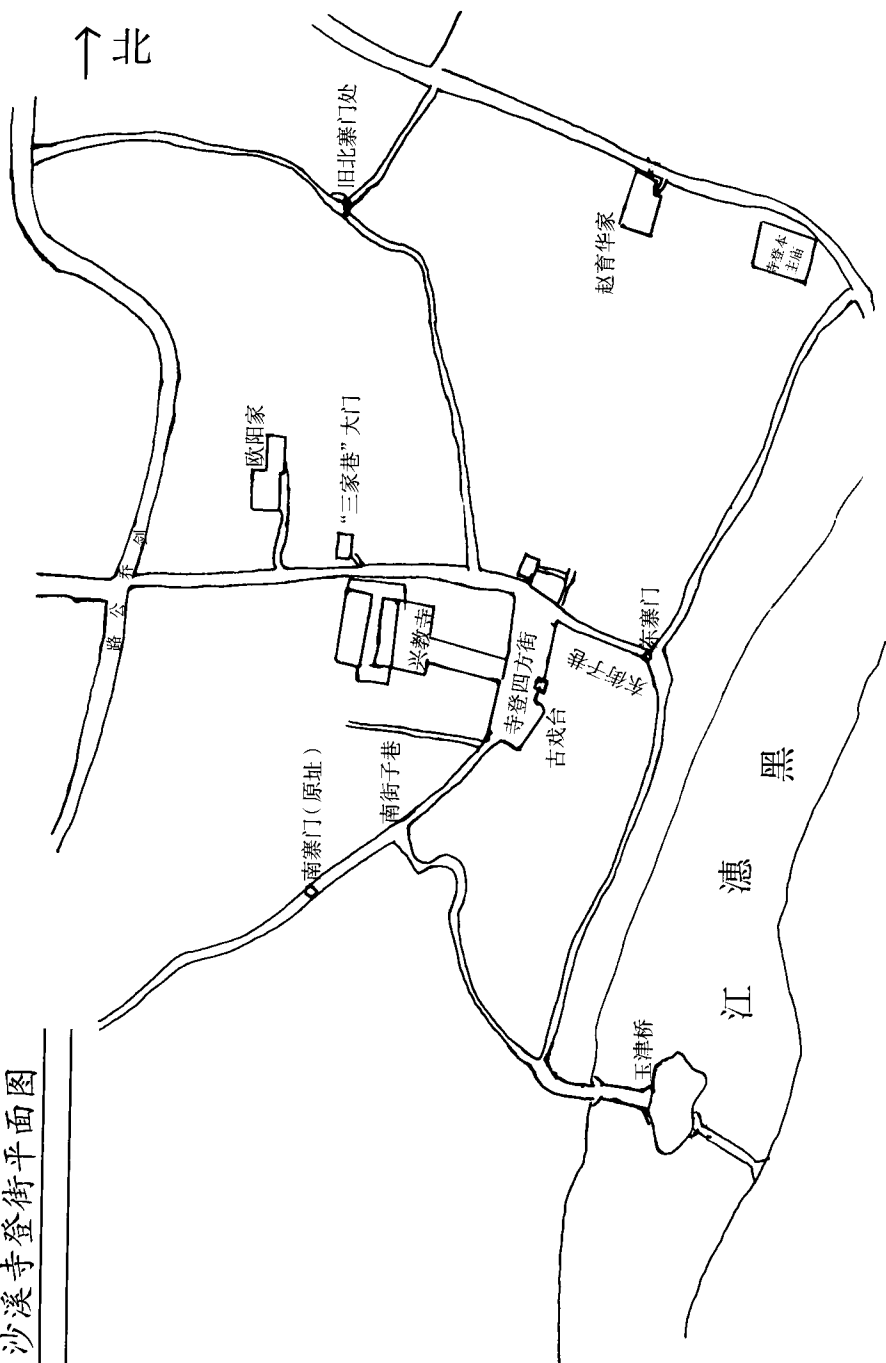 沙溪寺登街平面图
北
旧北寨门处
赵育华家
寺登本
主庙
欧阳家
“三家巷”大门
剑
乔
公
路
兴教寺
寺登四方街
古戏台
东街子巷
东寨门
南街子巷
南寨门(原址)
玉津桥
黑
潓
江